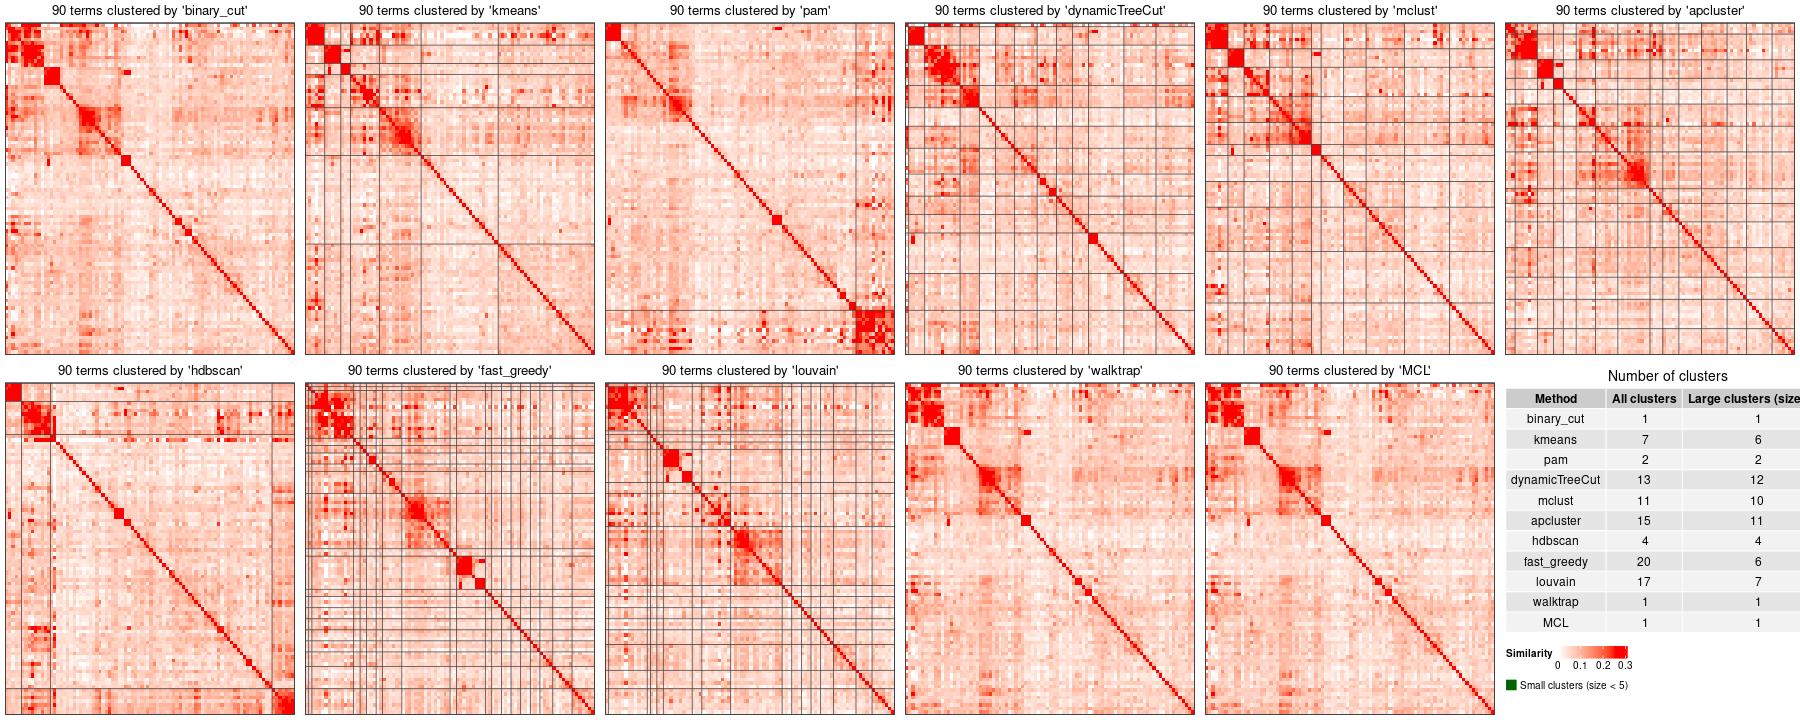 90 terms clustered by 'binary_cut'
90 terms clustered by 'kmeans'
90 terms clustered by 'pam'
90 terms clustered by 'dynamicTreeCut'
90 terms clustered by 'mclust'
90 terms clustered by 'apcluster'
90 terms clustered by 'hdbscan'
90 terms clustered by 'fast_greedy'
90 terms clustered by 'louvain'
90 terms clustered by 'walktrap'
90 terms clustered by 'MCL'
Number of clusters
Method All clusters Large clusters (size
binary_cut 1 1
kmeans 7 6
pam 2 2
dynamicTreeCut 13 12
mclust 11 10
apcluster 15 11
hdbscan 4 4
fast_greedy 20 6
louvain 17 7
walktrap 1 1
MCL 1 1
Similarity
0 0.1 0.2 0.3
Small clusters (size < 5)